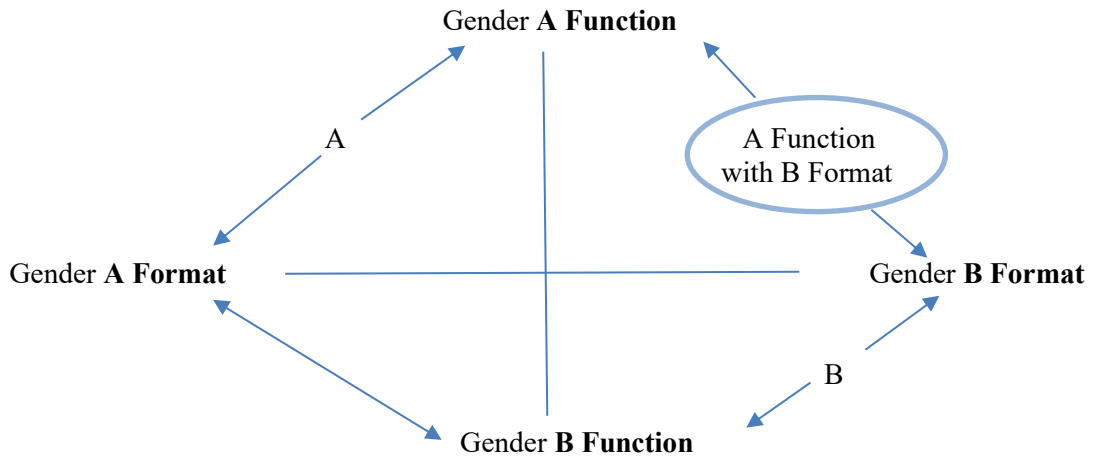 Gender A Function
A
A Function
with B Format
Gender A Format
Gender B Format
B
Gender B Function